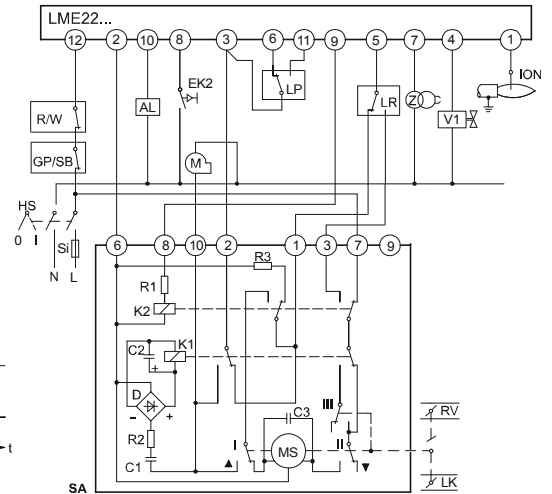 LME22...
12 2 10 8 3 6 11 9 5 7 4 1
ION
EK2
R/W
AL
LP
LR
Z
V1
GP/SB
M
HS
0 I
Si
N L
6 8 10 2 1 3 7 9
R3
R1
K2
C2
K1
+
D
- +
III
C3
RV
R2
I
MS
II
t
C1
SA
LK